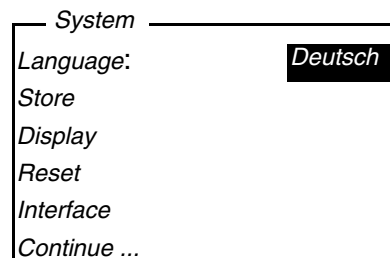 System
Language: Deutsch
Store
Display
Reset
Interface
Continue ...